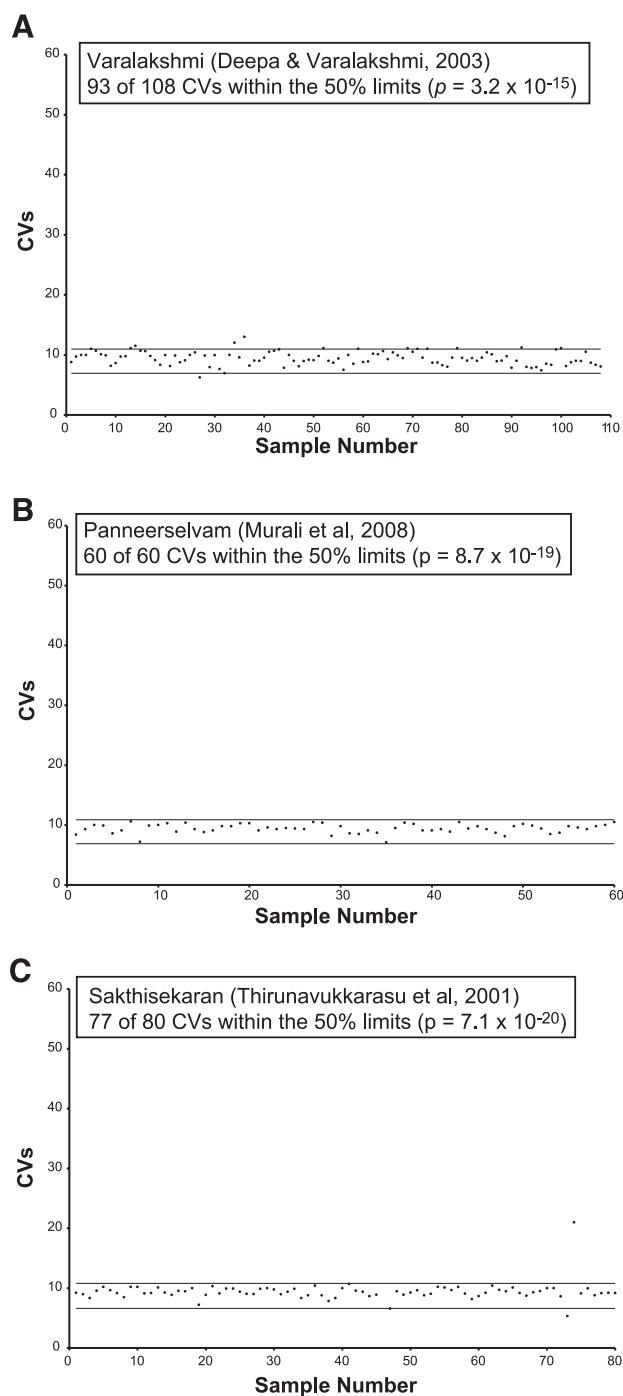 A
Varalakshmi (Deepa & Varalakshmi, 2003)
93 of 108 CVs within the 50% limits (p = 3.2 x 10-15)
60
50
40
30
20
10
0
CVs
0 10 20 30 40 50 60 70 80 90 100 110
Sample Number
B
Panneerselvam (Murali et al, 2008)
60 of 60 CVs within the 50% limits (p = 8.7 x 10-19)
60
50
40
30
20
10
0
CVs
0 10 20 30 40 50 60
Sample Number
C
Sakthisekaran (Thirunavukkarasu et al, 2001)
77 of 80 CVs within the 50% limits (p = 7.1 x 10-20)
60
50
40
30
20
10
0
CVs
0 10 20 30 40 50 60 70 80
Sample Number